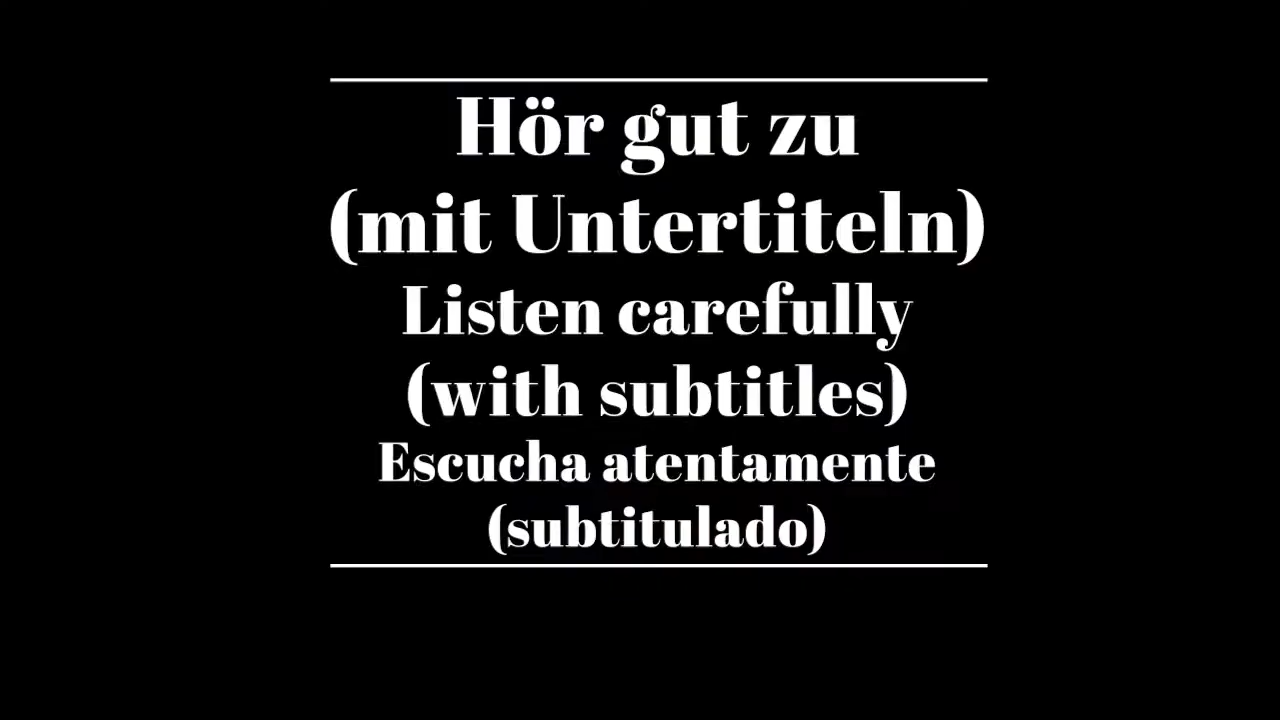 Hör gut zu
(mit Untertiteln)
Listen carefully
(with subtitles)
Escucha atentamente
(subtitulado)